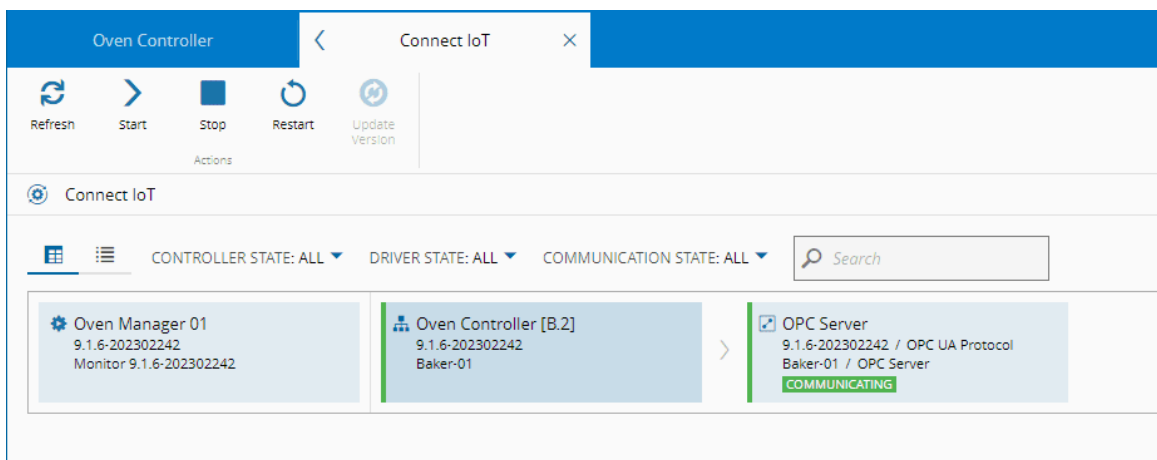 Oven Controller
Connect IoT
Refresh
Start
Stop
Restart
Update
Version
Actions
Connect IoT
CONTROLLER STATE: ALL
DRIVER STATE: ALL
COMMUNICATION STATE: ALL
Search
Oven Manager 01
9.1.6-202302242
Monitor 9.1.6-202302242
Oven Controller [B.2]
9.1.6-202302242
Baker-01
OPC Server
9.1.6-202302242 / OPC UA Protocol
Baker-01 / OPC Server
COMMUNICATING